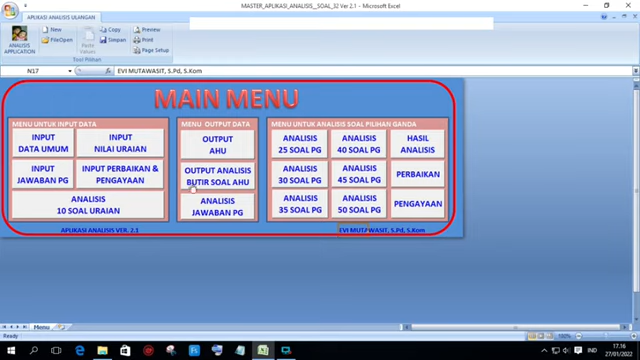 MASTER_APLIKASI_ANALISIS__SOAL_32 Ver 2.1 - Microsoft Excel
APLIKASI ANALISIS ULANGAN
ANALISIS APPLICATION
New
FileOpen
Paste Values
Copy
Paste
Preview
Print
Page Setup
Tool Pilihan
N17
fx
EVI MUTAWASIT, S.Pd, S.Kom
MAIN MENU
MENU UNTUK INPUT DATA
INPUT
DATA UMUM
INPUT
NILAI URAIAN
INPUT
JAWABAN PG
INPUT PERBAIKAN &
PENGAYAAN
ANALISIS
10 SOAL URAIAN
MENU OUTPUT DATA
OUTPUT
AHU
OUTPUT ANALISIS
BUTIR SOAL AHU
ANALISIS
JAWABAN PG
MENU UNTUK ANALISIS SOAL PILIHAN GANDA
ANALISIS
25 SOAL PG
ANALISIS
40 SOAL PG
HASIL
ANALISIS
ANALISIS
30 SOAL PG
ANALISIS
45 SOAL PG
PERBAIKAN
ANALISIS
35 SOAL PG
ANALISIS
50 SOAL PG
PENGAYAAN
APLIKASI ANALISIS VER. 2.1
EVI MUTAWASIT, S.Pd, S.Kom
Menu
Ready
100%
IND
17.16
27/01/2022